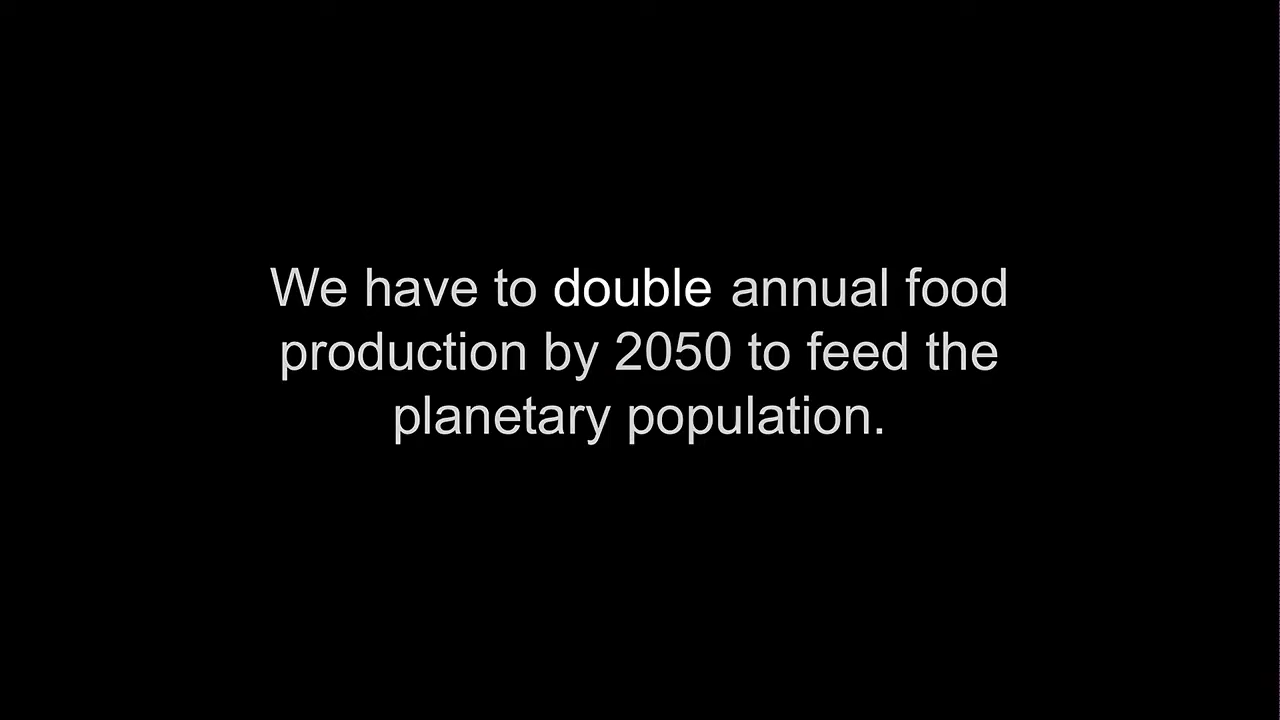 We have to double annual food
production by 2050 to feed the
planetary population.